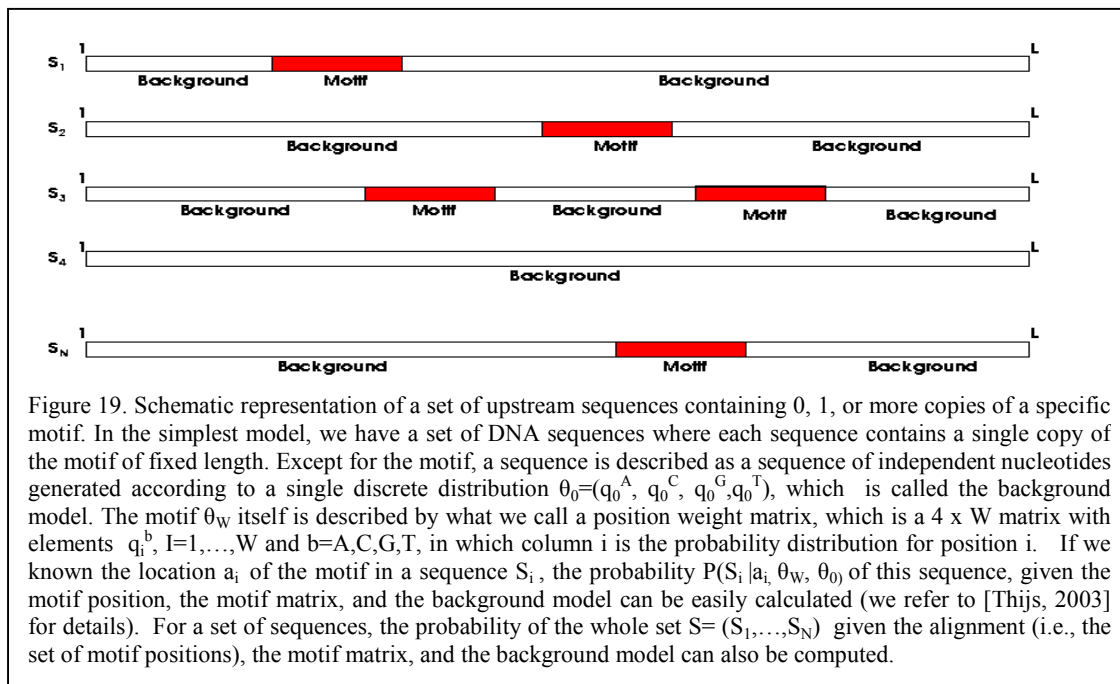 1 L
S1
Background Motif Background
1 L
S2
Background Motif Background
1 L
S3
Background Motif Background Motif Background
1 L
S4
Background
1 L
SN
Background Motif Background
Figure 19. Schematic representation of a set of upstream sequences containing 0, 1, or more copies of a specific
motif. In the simplest model, we have a set of DNA sequences where each sequence contains a single copy of
the motif of fixed length. Except for the motif, a sequence is described as a sequence of independent nucleotides
generated according to a single discrete distribution θ₀=(q₀ᴬ, q₀ᶜ, q₀ᴳ,q₀ᵀ), which is called the background
model. The motif θ_W itself is described by what we call a position weight matrix, which is a 4 x W matrix with
elements qᵢᵇ, I=1,…,W and b=A,C,G,T, in which column i is the probability distribution for position i. If we
known the location aᵢ of the motif in a sequence Sᵢ , the probability P(Sᵢ |aᵢ, θ_W, θ₀) of this sequence, given the
motif position, the motif matrix, and the background model can be easily calculated (we refer to [Thijs, 2003]
for details). For a set of sequences, the probability of the whole set S= (S₁,…,S_N) given the alignment (i.e., the
set of motif positions), the motif matrix, and the background model can also be computed.